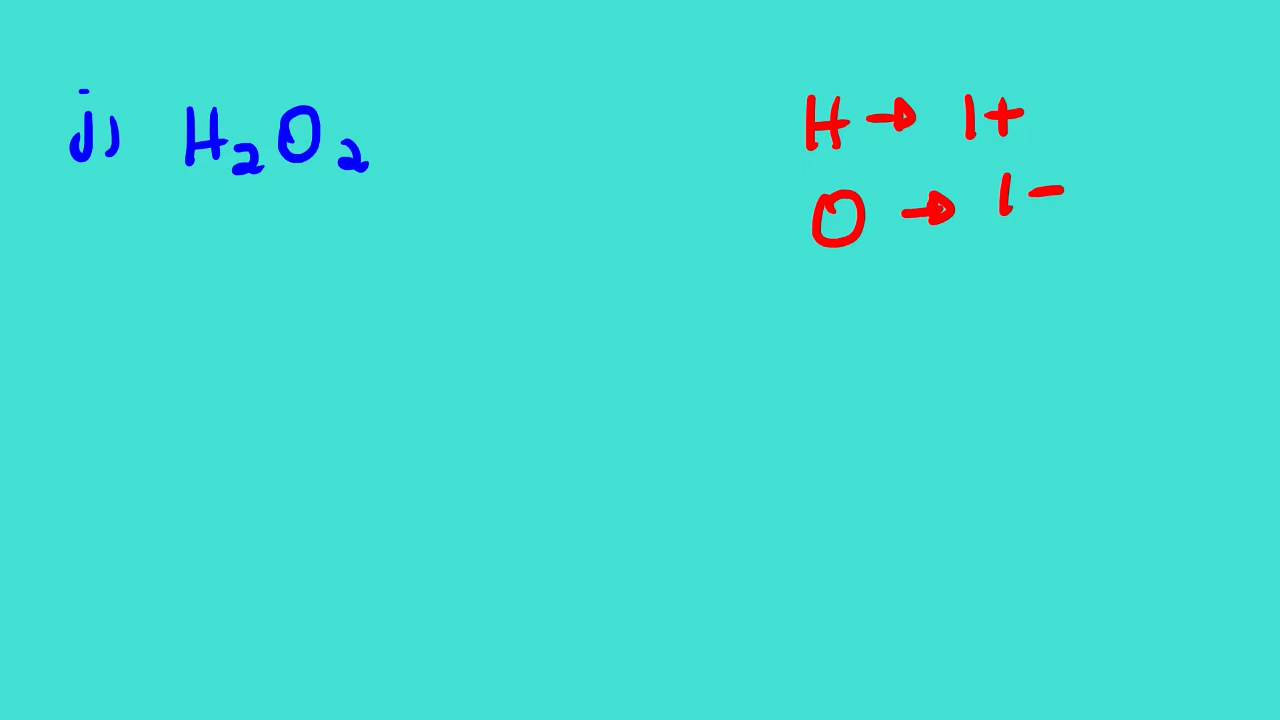 j) H₂O₂
H → 1+
O → 1-